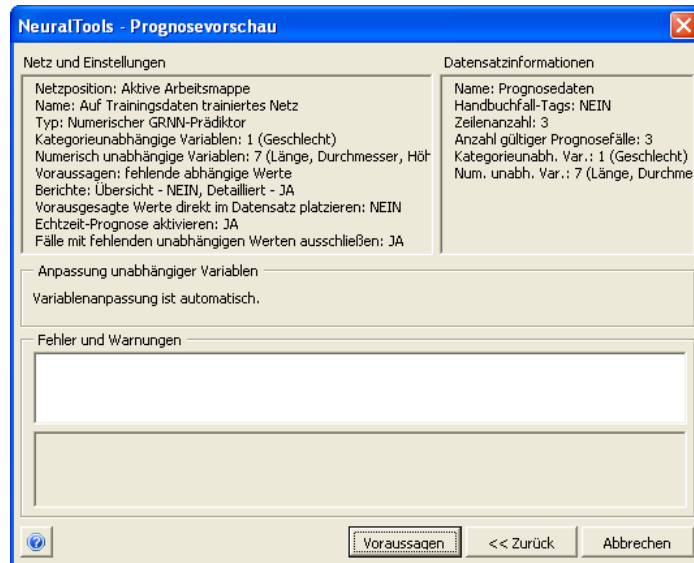 NeuralTools - Prognosevorschau
Netz und Einstellungen
Netzposition: Aktive Arbeitsmappe
Name: Auf Trainingsdaten trainiertes Netz
Typ: Numerischer GRNN-Prädiktor
Kategorieunabhängige Variablen: 1 (Geschlecht)
Numerisch unabhängige Variablen: 7 (Länge, Durchmesser, Höh
Voraussagen: fehlende abhängige Werte
Berichte: Übersicht - NEIN, Detailliert - JA
Vorausgesagte Werte direkt im Datensatz platzieren: NEIN
Echtzeit-Prognose aktivieren: JA
Fälle mit fehlenden unabhängigen Werten ausschließen: JA
Datensatzinformationen
Name: Prognosedaten
Handbuchfall-Tags: NEIN
Zeilenanzahl: 3
Anzahl gültiger Prognosefälle: 3
Kategorieunabh. Var.: 1 (Geschlecht)
Num. unabh. Var.: 7 (Länge, Durchme
Anpassung unabhängiger Variablen
Variablenanpassung ist automatisch.
Fehler und Warnungen
Voraussagen
<< Zurück
Abbrechen